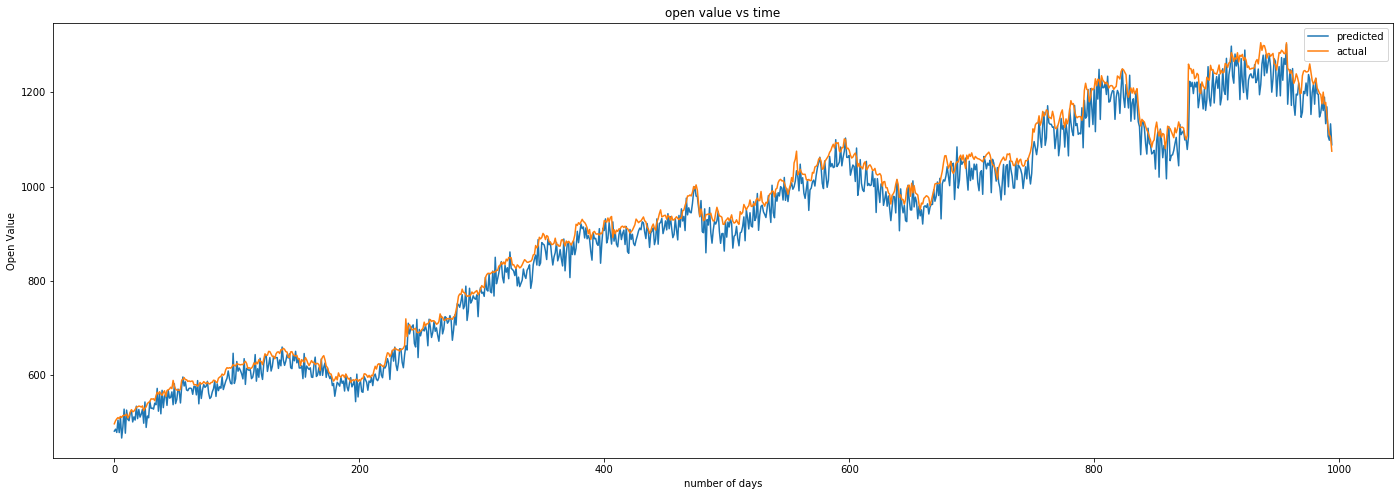 open value vs time
predicted
actual
1200
1000
800
600
Open Value
0 200 400 600 800 1000
number of days